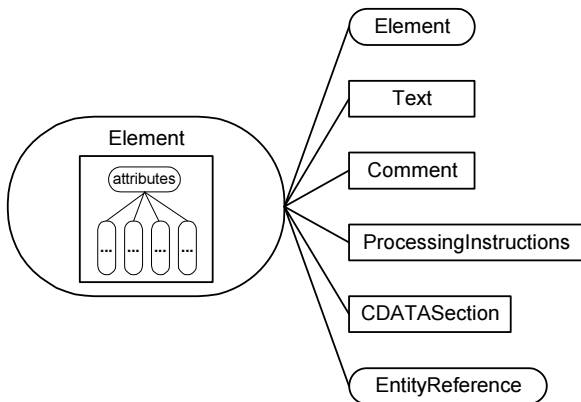 Element
Text
Element
attributes
... ... ... ...
Comment
ProcessingInstructions
CDATASection
EntityReference